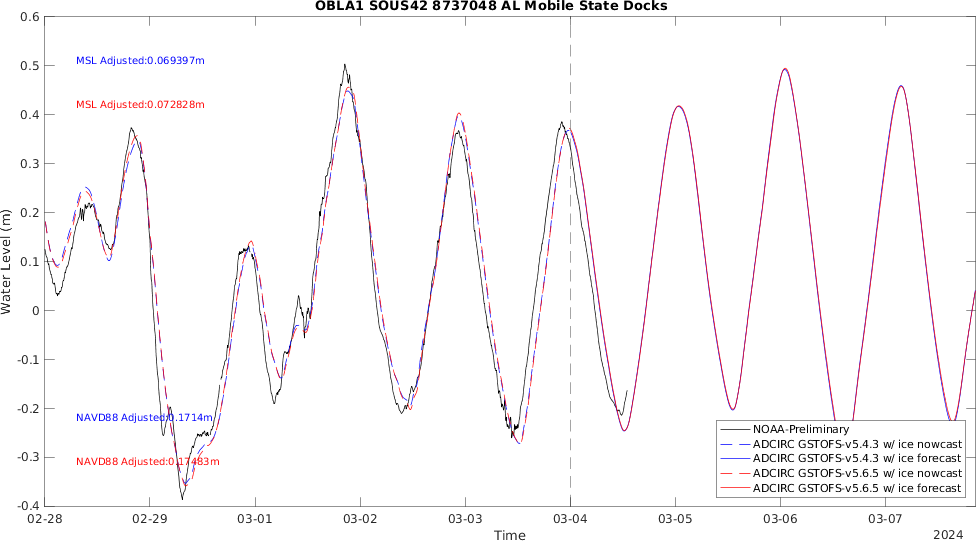 OBLA1 SOUS42 8737048 AL Mobile State Docks
0.6
0.5
0.4
0.3
0.2
0.1
0
-0.1
-0.2
-0.3
-0.4
Water Level (m)
MSL Adjusted:0.069397m
MSL Adjusted:0.072828m
NAVD88 Adjusted:0.1714m
NAVD88 Adjusted:0.17483m
NOAA-Preliminary
ADCIRC GSTOFS-v5.4.3 w/ ice nowcast
ADCIRC GSTOFS-v5.4.3 w/ ice forecast
ADCIRC GSTOFS-v5.6.5 w/ ice nowcast
ADCIRC GSTOFS-v5.6.5 w/ ice forecast
02-28 02-29 03-01 03-02 03-03 03-04 03-05 03-06 03-07
Time
2024